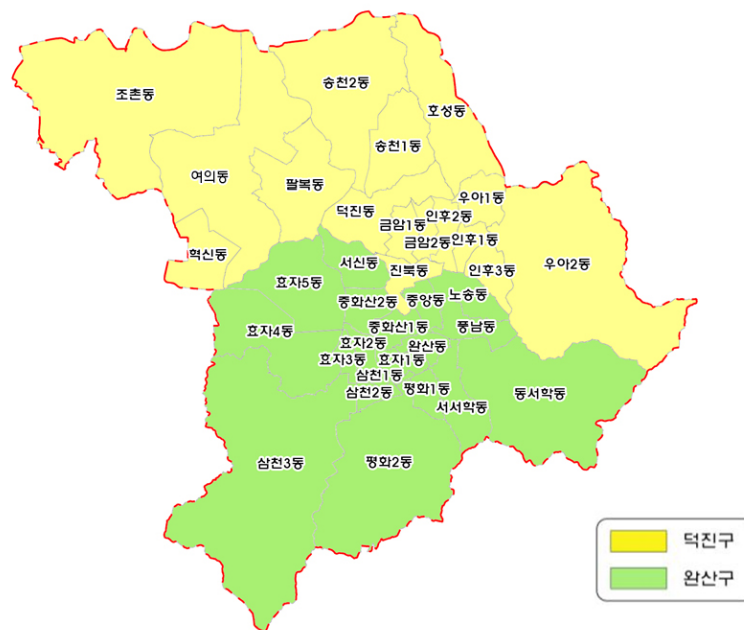 송천2동
조촌동
호성동
송천1동
여의동
팔복동
우아1동
덕진동
인후2동
금암1동
금암2동
인후1동
혁신동
서신동
진북동
인후3동
우아2동
효자5동
중화산2동
중앙동
노송동
효자4동
중화산1동
풍남동
효자2동
완산동
효자3동
효자1동
삼천1동
삼천2동
평화1동
동서학동
서서학동
삼천3동
평화2동
덕진구
완산구